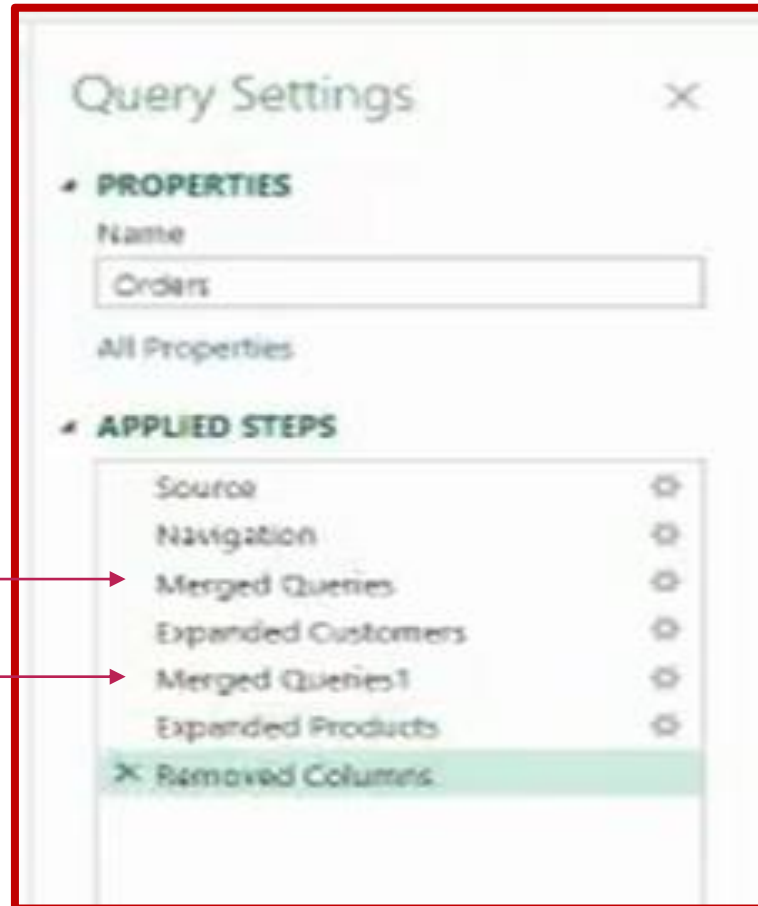 Query Settings
PROPERTIES
Name
Orders
All Properties
APPLIED STEPS
Source
Navigation
Merged Queries
Expanded Customers
Merged Queries1
Expanded Products
Removed Columns